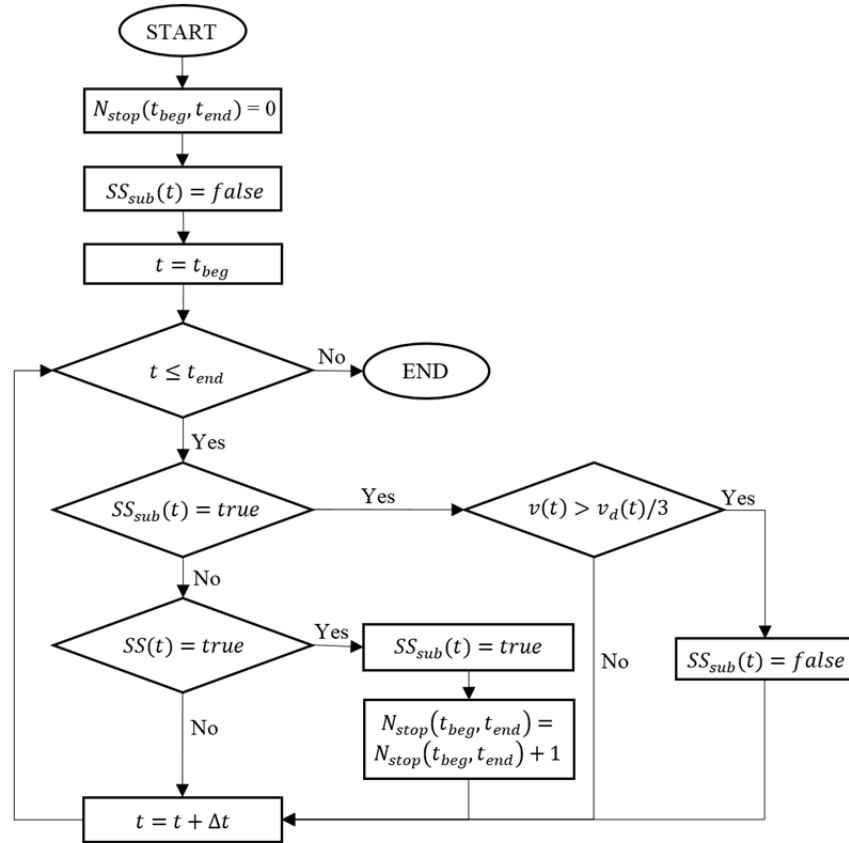 START
N_stop(t_beg, t_end) = 0
SS_sub(t) = false
t = t_beg
t ≤ t_end
No
END
Yes
SS_sub(t) = true
Yes
v(t) > v_d(t)/3
Yes
No
SS(t) = true
Yes
SS_sub(t) = true
No
SS_sub(t) = false
No
N_stop(t_beg, t_end) =
N_stop(t_beg, t_end) + 1
t = t + Δt